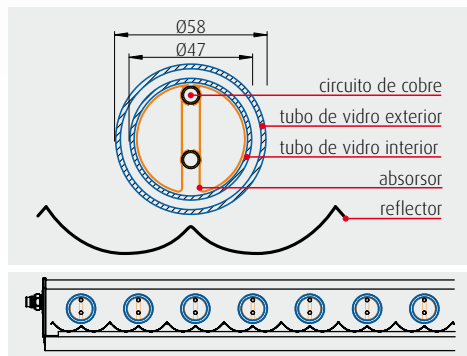 Ø58
Ø47
circuito de cobre
tubo de vidro exterior
tubo de vidro interior
absorsor
reflector